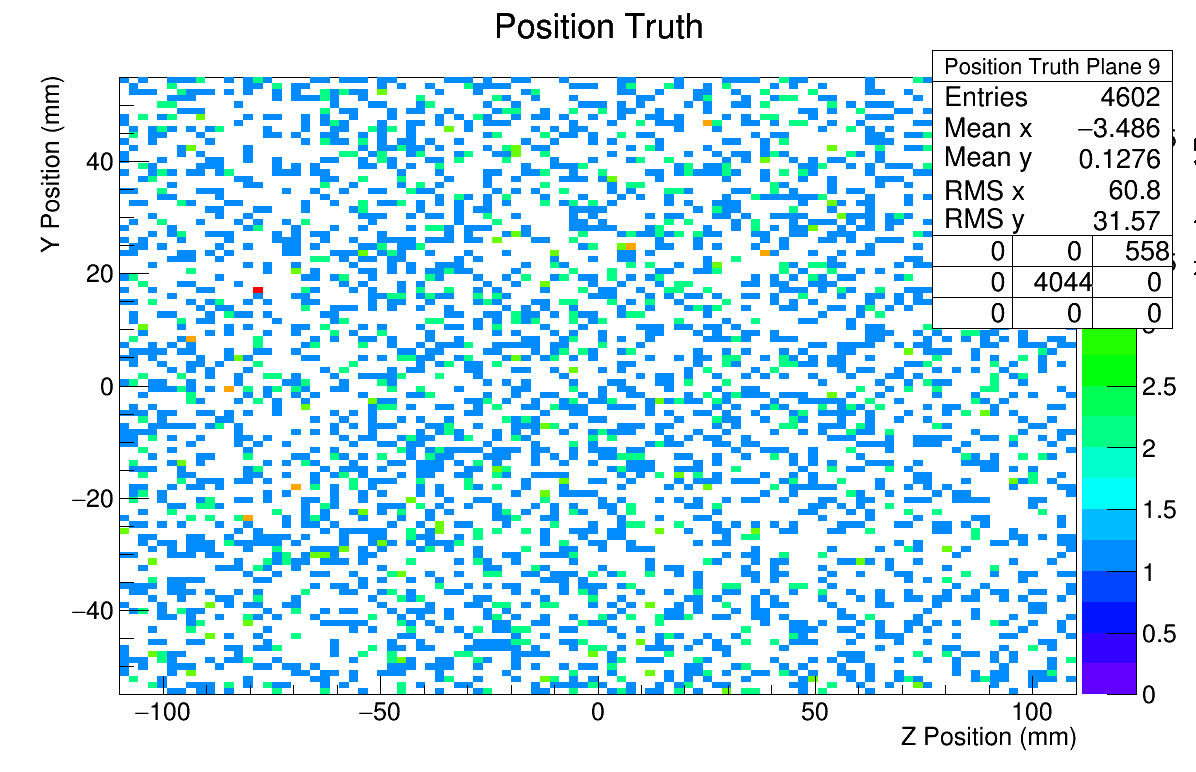 Position Truth
Y Position (mm)
40
20
0
−20
−40
−100
−50
0
50
100
Z Position (mm)
Position Truth Plane 9
Entries 4602
Mean x −3.486
Mean y 0.1276
RMS x 60.8
RMS y 31.57
0 0 558
0 4044 0
0 0 0
2.5
2
1.5
1
0.5
0